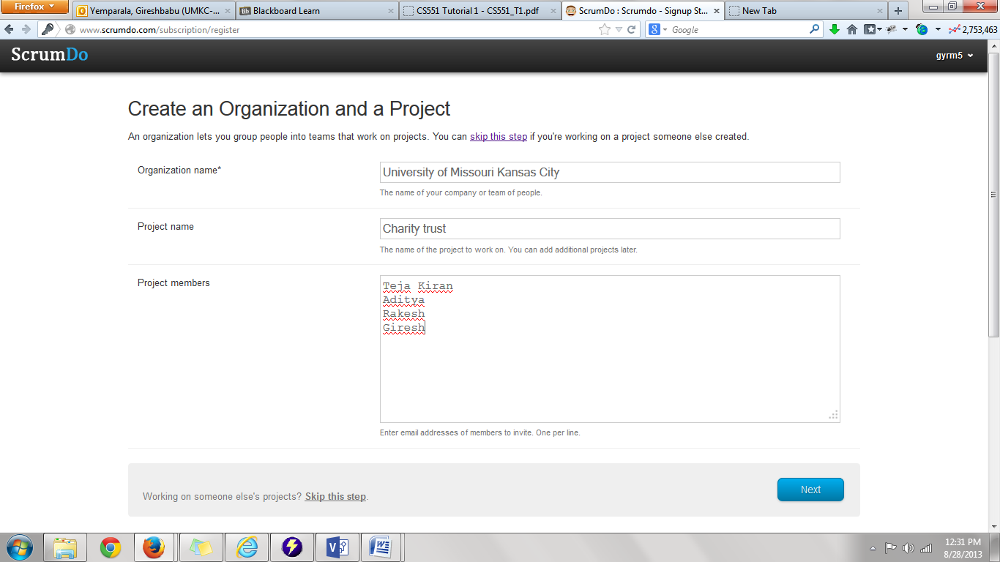 Firefox
Yemparala, Gireshbabu (UMKC-...
Blackboard Learn
CS551 Tutorial 1 - CS551_T1.pdf
ScrumDo : Scrumdo - Signup St...
New Tab
www.scrumdo.com/subscription/register
Google
2,753,463
ScrumDo
gyrm5
Create an Organization and a Project
An organization lets you group people into teams that work on projects. You can skip this step if you're working on a project someone else created.
Organization name*
University of Missouri Kansas City
The name of your company or team of people.
Project name
Charity trust
The name of the project to work on. You can add additional projects later.
Project members
Teja Kiran
Aditya
Rakesh
Giresh
Enter email addresses of members to invite. One per line.
Working on someone else's projects? Skip this step.
Next
12:31 PM
8/28/2013